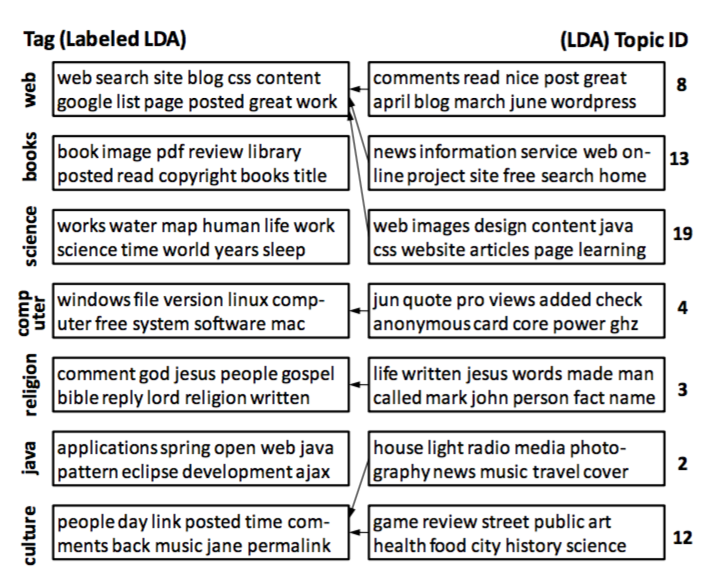 Tag (Labeled LDA)
(LDA) Topic ID
web
web search site blog css content
google list page posted great work
comments read nice post great
april blog march june wordpress
8
books
book image pdf review library
posted read copyright books title
news information service web on-
line project site free search home
13
science
works water map human life work
science time world years sleep
web images design content java
css website articles page learning
19
comp
uter
windows file version linux comp-
uter free system software mac
jun quote pro views added check
anonymous card core power ghz
4
religion
comment god jesus people gospel
bible reply lord religion written
life written jesus words made man
called mark john person fact name
3
java
applications spring open web java
pattern eclipse development ajax
house light radio media photo-
graphy news music travel cover
2
culture
people day link posted time com-
ments back music jane permalink
game review street public art
health food city history science
12